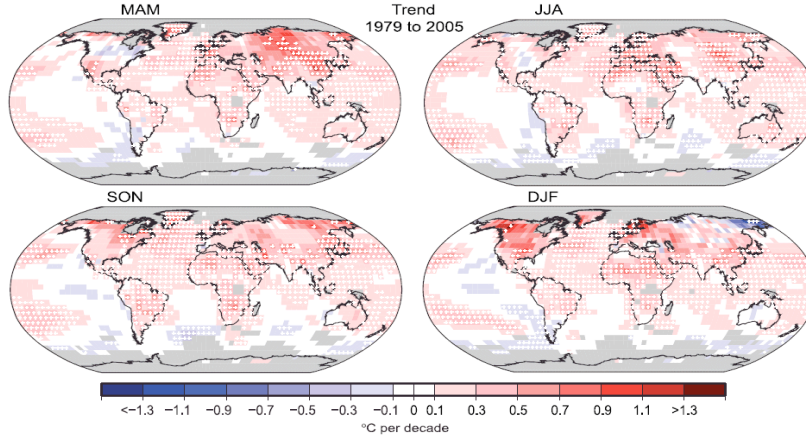 MAM
Trend
1979 to 2005
JJA
SON
DJF
<−1.3 −1.1 −0.9 −0.7 −0.5 −0.3 −0.1 0 0.1 0.3 0.5 0.7 0.9 1.1 >1.3
°C per decade